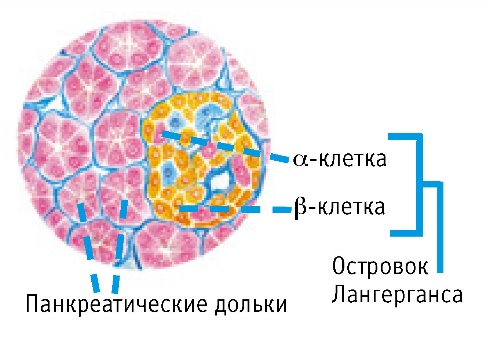 α-клетка
β-клетка
Островок
Лангерганса
Панкреатические дольки